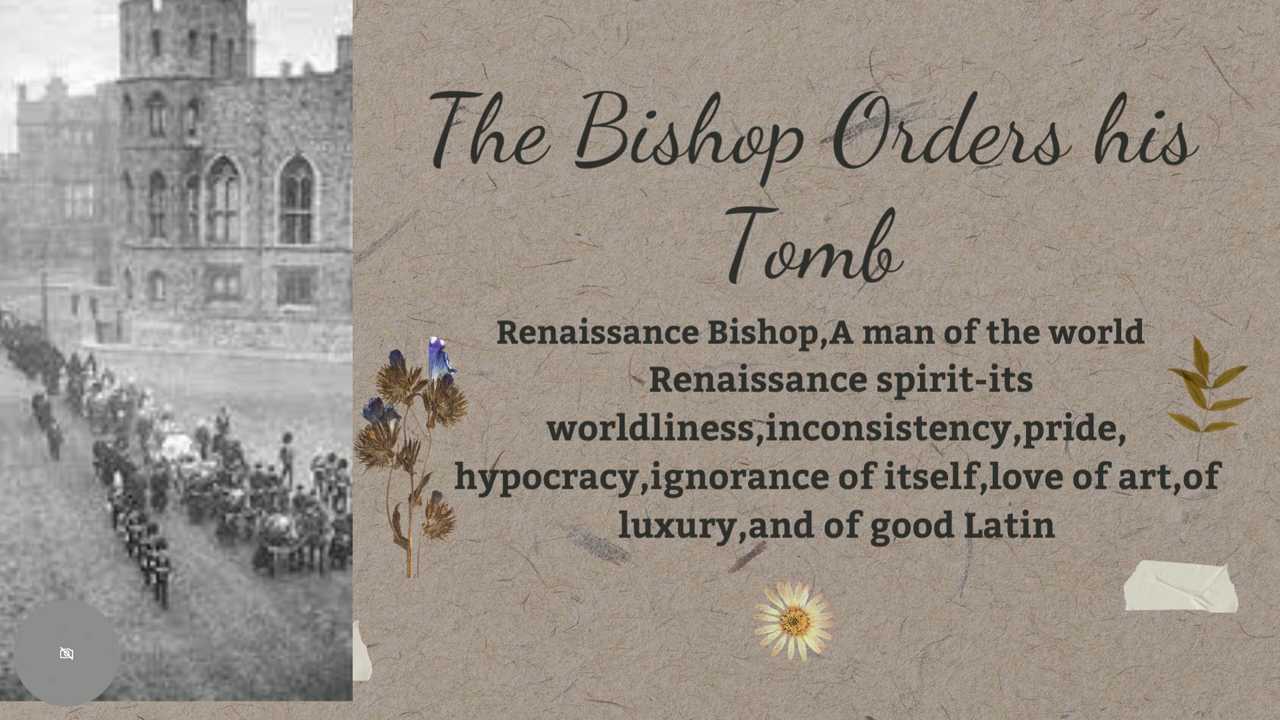 The Bishop Orders his
Tomb
Renaissance Bishop,A man of the world
Renaissance spirit-its
worldliness,inconsistency,pride,
hypocracy,ignorance of itself,love of art,of
luxury,and of good Latin